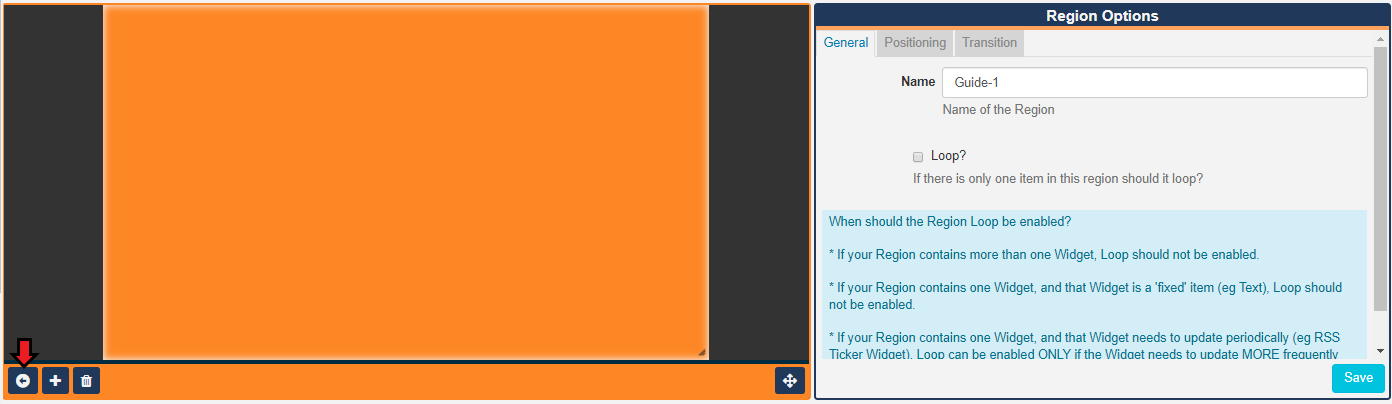 Region Options
General Positioning Transition
Name Guide-1
Name of the Region
Loop?
If there is only one item in this region should it loop?
When should the Region Loop be enabled?
* If your Region contains more than one Widget, Loop should not be enabled.
* If your Region contains one Widget, and that Widget is a 'fixed' item (eg Text), Loop should
not be enabled.
* If your Region contains one Widget, and that Widget needs to update periodically (eg RSS
Ticker Widget), Loop can be enabled ONLY if the Widget needs to update MORE frequently
Save